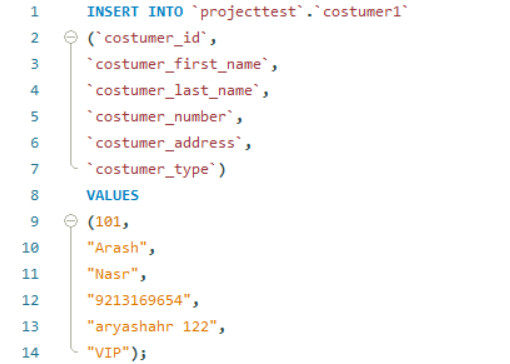 1 INSERT INTO `projecttest`.`costumer1`
2 (`costumer_id`,
3 `costumer_first_name`,
4 `costumer_last_name`,
5 `costumer_number`,
6 `costumer_address`,
7 `costumer_type`)
8 VALUES
9 (101,
10 "Arash",
11 "Nasr",
12 "9213169654",
13 "aryashahr 122",
14 "VIP");